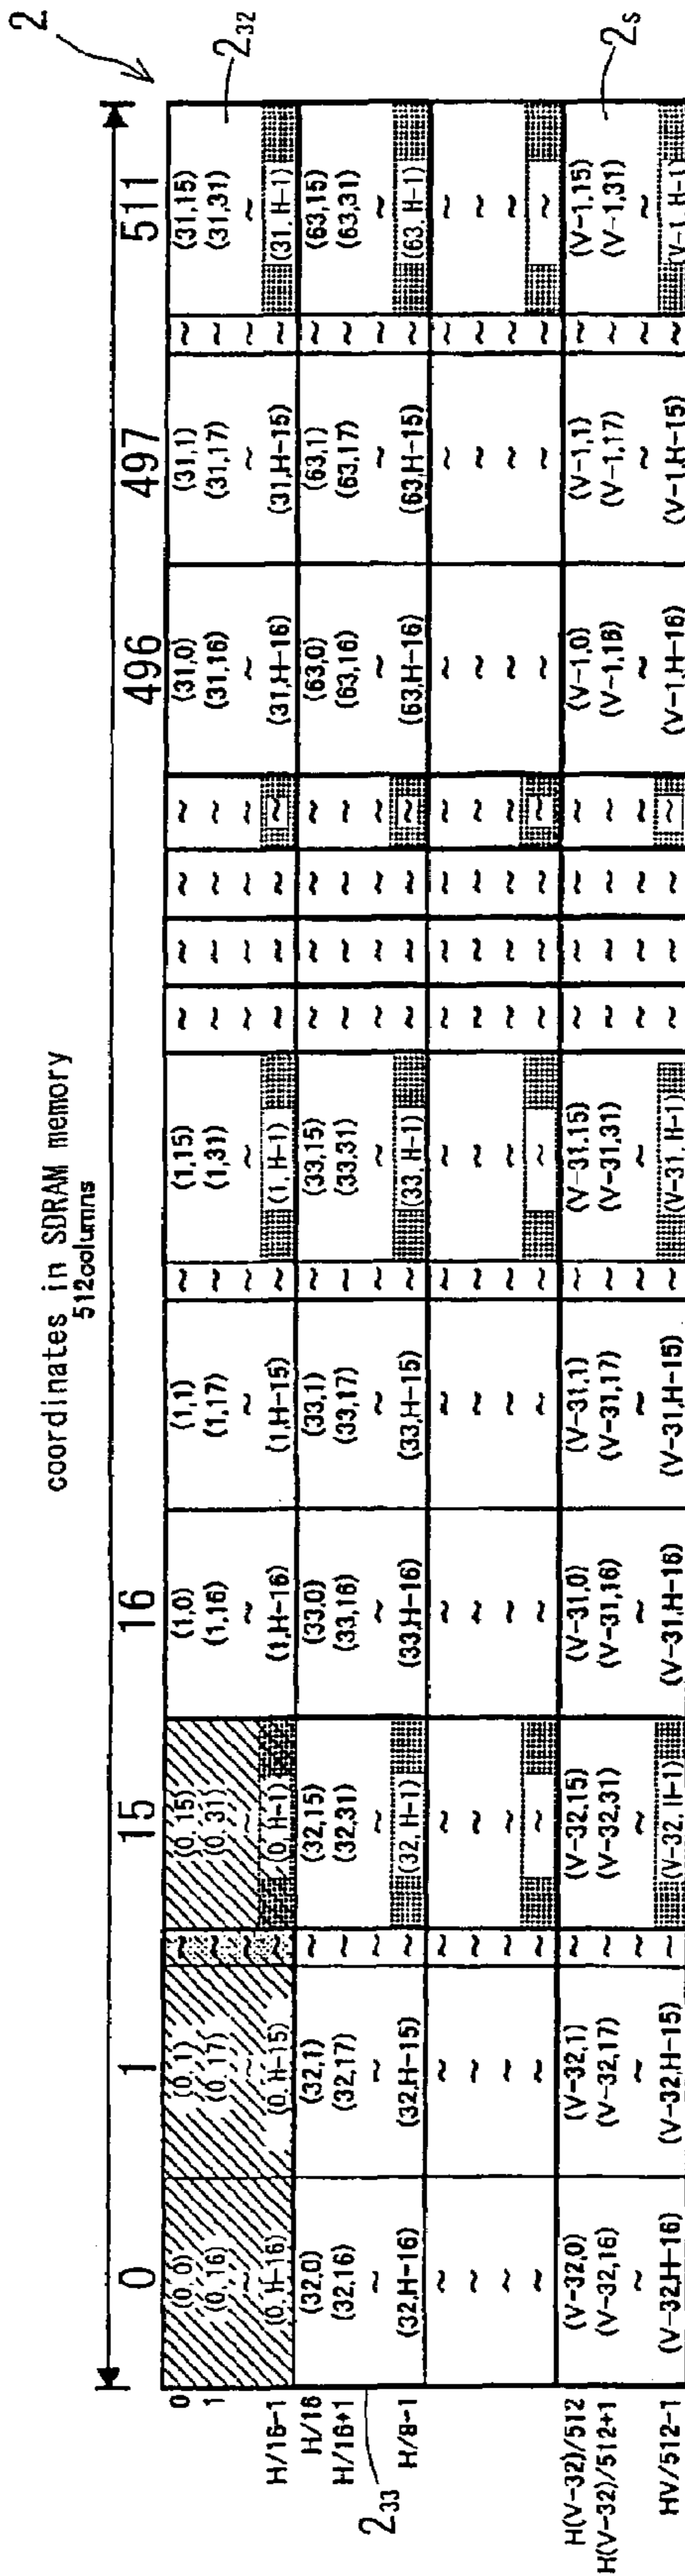 2
coordinates in SDRAM memory
512columns
0 1 15 16 496 497 511
2₃₂
0 (0, 0) (0, 1) ~ (0, 15) (1,0) (1,1) ~ (1,15) ~ ~ ~ ~ (31,0) (31,1) ~ (31,15)
1 (0, 16) (0, 17) ~ (0, 31) (1,16) (1,17) ~ (1,31) ~ ~ ~ ~ (31,16) (31,17) ~ (31,31)
~ ~ ~ ~ ~ ~ ~ ~ ~ ~ ~ ~ ~ ~ ~ ~
H/16-1 (0, H-16) (0, H-15) ~ (0, H-1) (1,H-16) (1,H-15) ~ (1, H-1) ~ ~ ~ ~ (31,H-16) (31,H-15) ~ (31, H-1)
H/16 (32,0) (32,1) ~ (32,15) (33,0) (33,1) ~ (33,15) ~ ~ ~ ~ (63,0) (63,1) ~ (63,15)
H/16+1 (32,16) (32,17) ~ (32,31) (33,16) (33,17) ~ (33,31) ~ ~ ~ ~ (63,16) (63,17) ~ (63,31)
~ ~ ~ ~ ~ ~ ~ ~ ~ ~ ~ ~ ~ ~ ~ ~
H/8-1 (32,H-16) (32,H-15) ~ (32, H-1) (33,H-16) (33,H-15) ~ (33, H-1) ~ ~ ~ ~ (63,H-16) (63,H-15) ~ (63, H-1)
2₃₃
~ ~ ~ ~ ~ ~ ~ ~ ~ ~ ~ ~ ~ ~ ~
~ ~ ~ ~ ~ ~ ~ ~ ~ ~ ~ ~ ~ ~ ~
~ ~ ~ ~ ~ ~ ~ ~ ~ ~ ~ ~ ~ ~ ~
~ ~ ~ ~ ~ ~ ~ ~ ~ ~ ~ ~ ~ ~ ~
H(V-32)/512 (V-32,0) (V-32,1) ~ (V-32,15) (V-31,0) (V-31,1) ~ (V-31,15) ~ ~ ~ ~ (V-1,0) (V-1,1) ~ (V-1,15)
H(V-32)/512+1 (V-32,16) (V-32,17) ~ (V-32,31) (V-31,16) (V-31,17) ~ (V-31,31) ~ ~ ~ ~ (V-1,16) (V-1,17) ~ (V-1,31)
~ ~ ~ ~ ~ ~ ~ ~ ~ ~ ~ ~ ~ ~ ~
HV/512-1 (V-32,H-16) (V-32,H-15) ~ (V-32, H-1) (V-31,H-16) (V-31,H-15) ~ (V-31, H-1) ~ ~ ~ ~ (V-1,H-16) (V-1,H-15) ~ (V-1, H-1)
2s